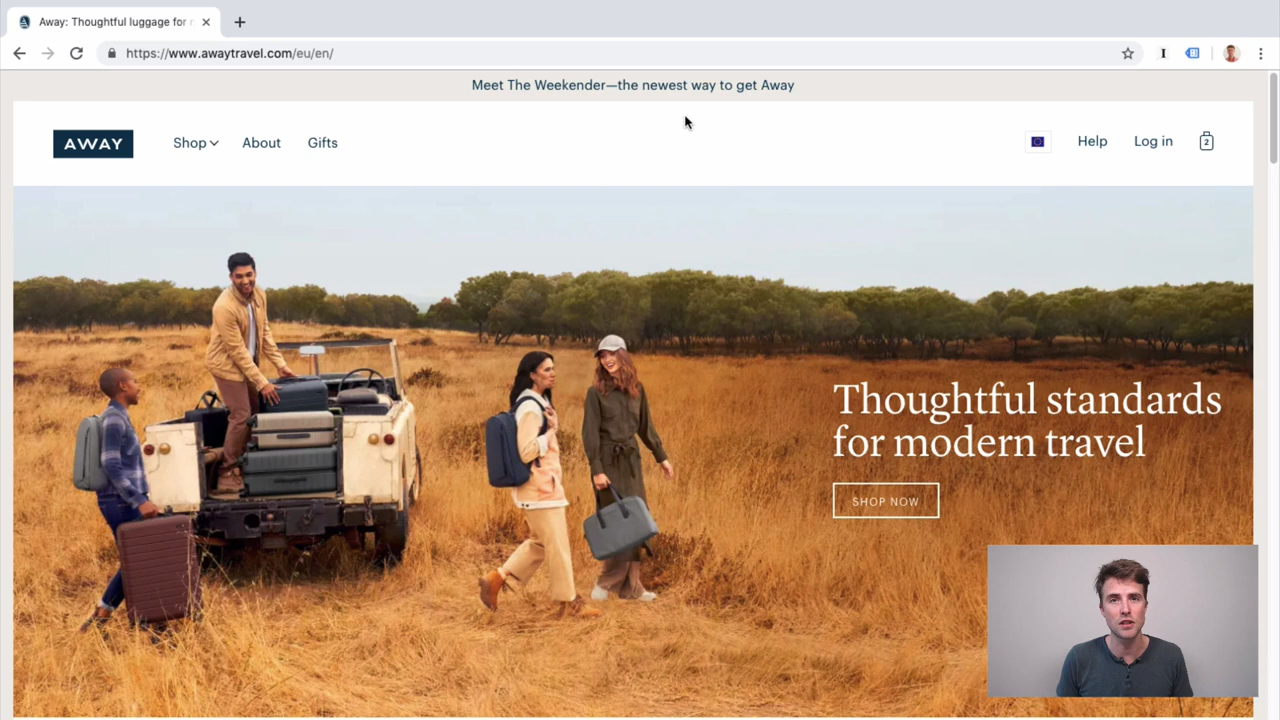 Away: Thoughtful luggage for
https://www.awaytravel.com/eu/en/
Meet The Weekender—the newest way to get Away
AWAY
Shop
About
Gifts
Help
Log in
2
Thoughtful standards
for modern travel
SHOP NOW